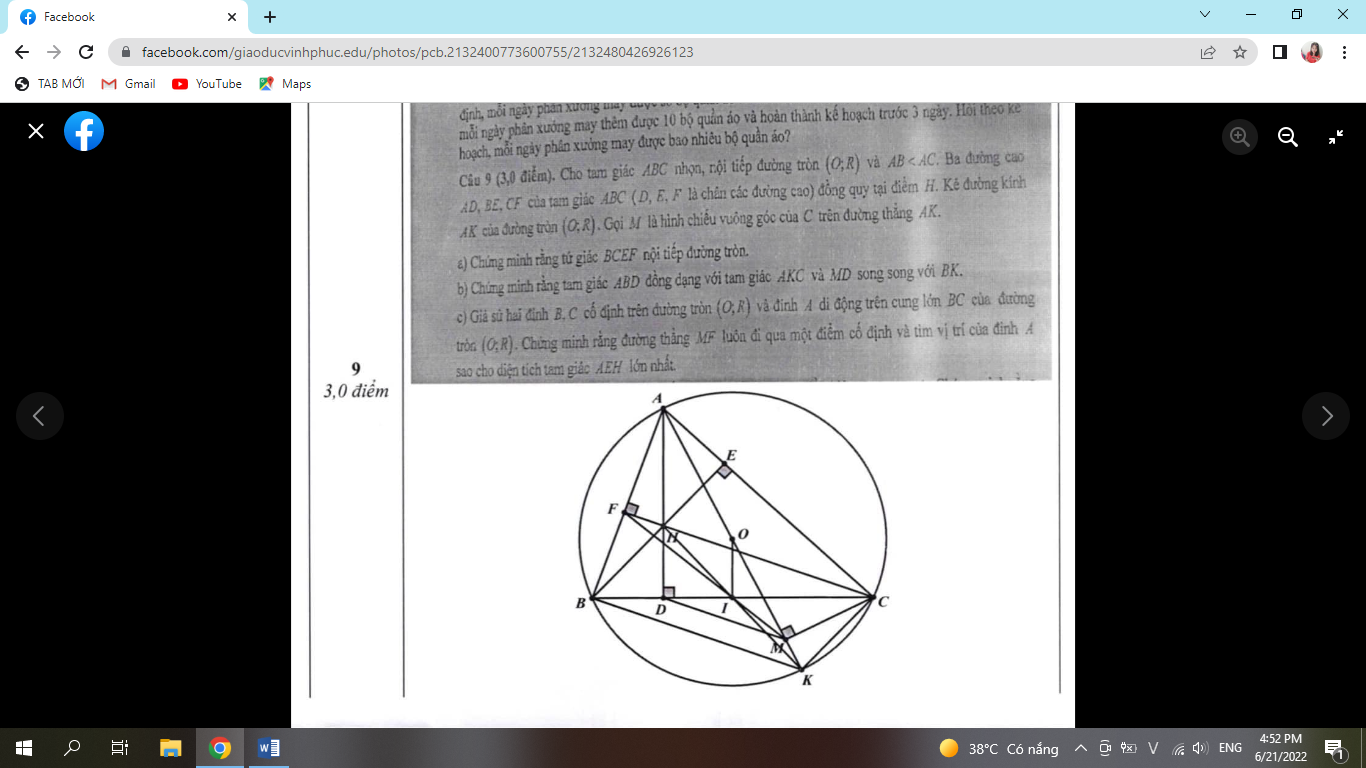 Facebook
facebook.com/giaoducvinhphuc.edu/photos/pcb.2132400773600755/2132480426926123
TAB MỚI Gmail YouTube Maps
định, mỗi ngày phân xưởng may được
mỗi ngày phân xưởng may thêm được 10 bộ quần áo và hoàn thành kế hoạch trước 3 ngày. Hỏi theo kế
hoạch, mỗi ngày phân xưởng may được bao nhiêu bộ quần áo?
Câu 9 (3,0 điểm). Cho tam giác ABC nhọn, nội tiếp đường tròn (O;R) và AB < AC. Ba đường cao
AD, BE, CF của tam giác ABC (D, E, F là chân các đường cao) đồng quy tại điểm H. Kẻ đường kính
AK của đường tròn (O;R). Gọi M là hình chiếu vuông góc của C trên đường thẳng AK.
a) Chứng minh rằng tứ giác BCEF nội tiếp đường tròn.
b) Chứng minh rằng tam giác ABD đồng dạng với tam giác AKC và MD song song với BK.
c) Giả sử hai đỉnh B, C cố định trên đường tròn (O;R) và đỉnh A di động trên cung lớn BC của đường
tròn (O;R). Chứng minh rằng đường thẳng MF luôn đi qua một điểm cố định và tìm vị trí của đỉnh A
sao cho diện tích tam giác AEH lớn nhất.
9
3,0 điểm
A
E
F
H
O
B
D
I
C
M
K
38°C Có nắng
ENG
4:52 PM
6/21/2022
1